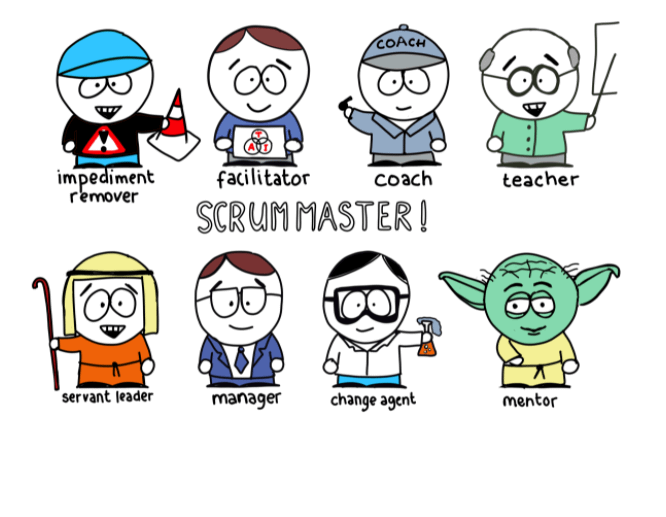 COACH
!
T
A I
impediment
remover
facilitator
coach
teacher
SCRUM MASTER!
servant leader
manager
change agent
mentor